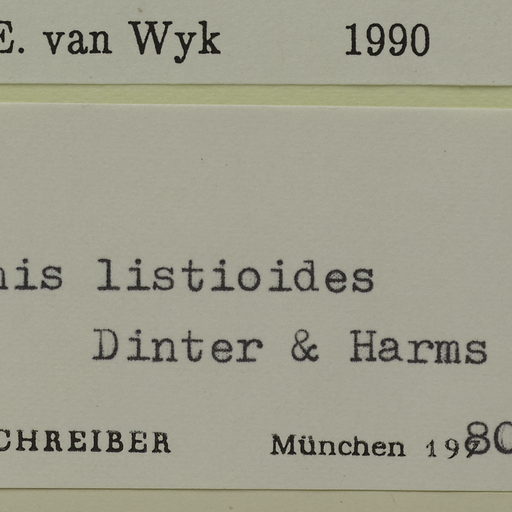 E. van Wyk 1990
nis listioides
Dinter & Harms
CHREIBER München 1980